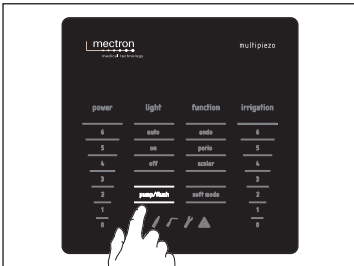 mectron
medical technology
multipiezo
power light function irrigation
6 auto endo 6
5 on perio 5
4 off scaler 4
3 3
2 pump/flush soft mode 2
1 1
0 0